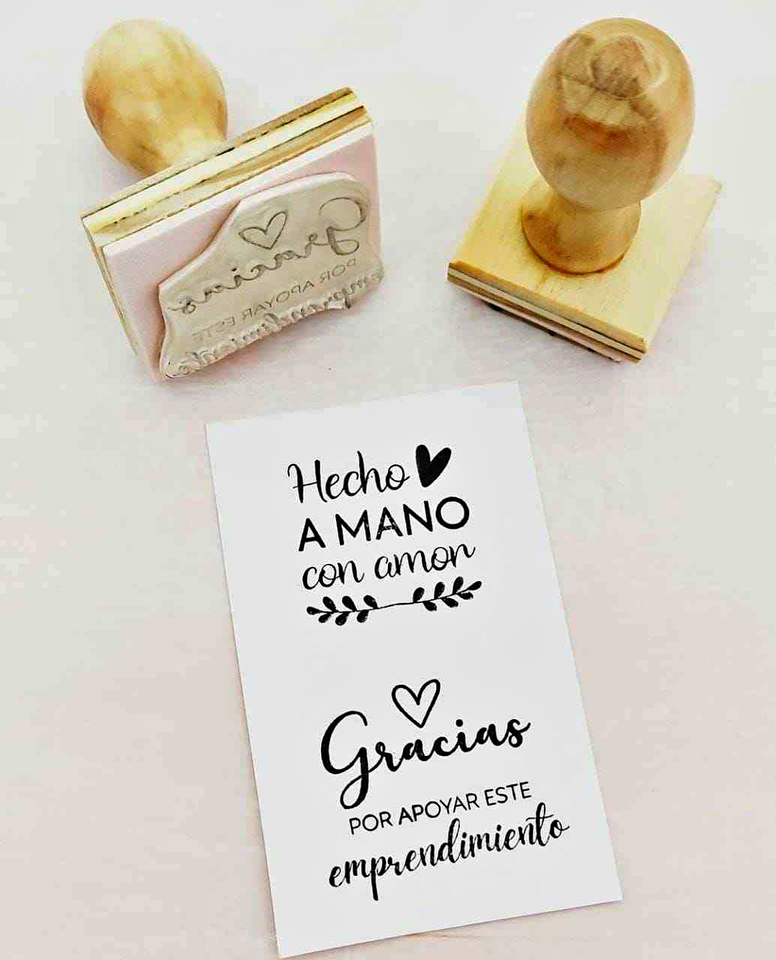 Gracias
POR APOYAR ESTE
emprendimiento
Hecho
A MANO
con amor
Gracias
POR APOYAR ESTE
emprendimiento